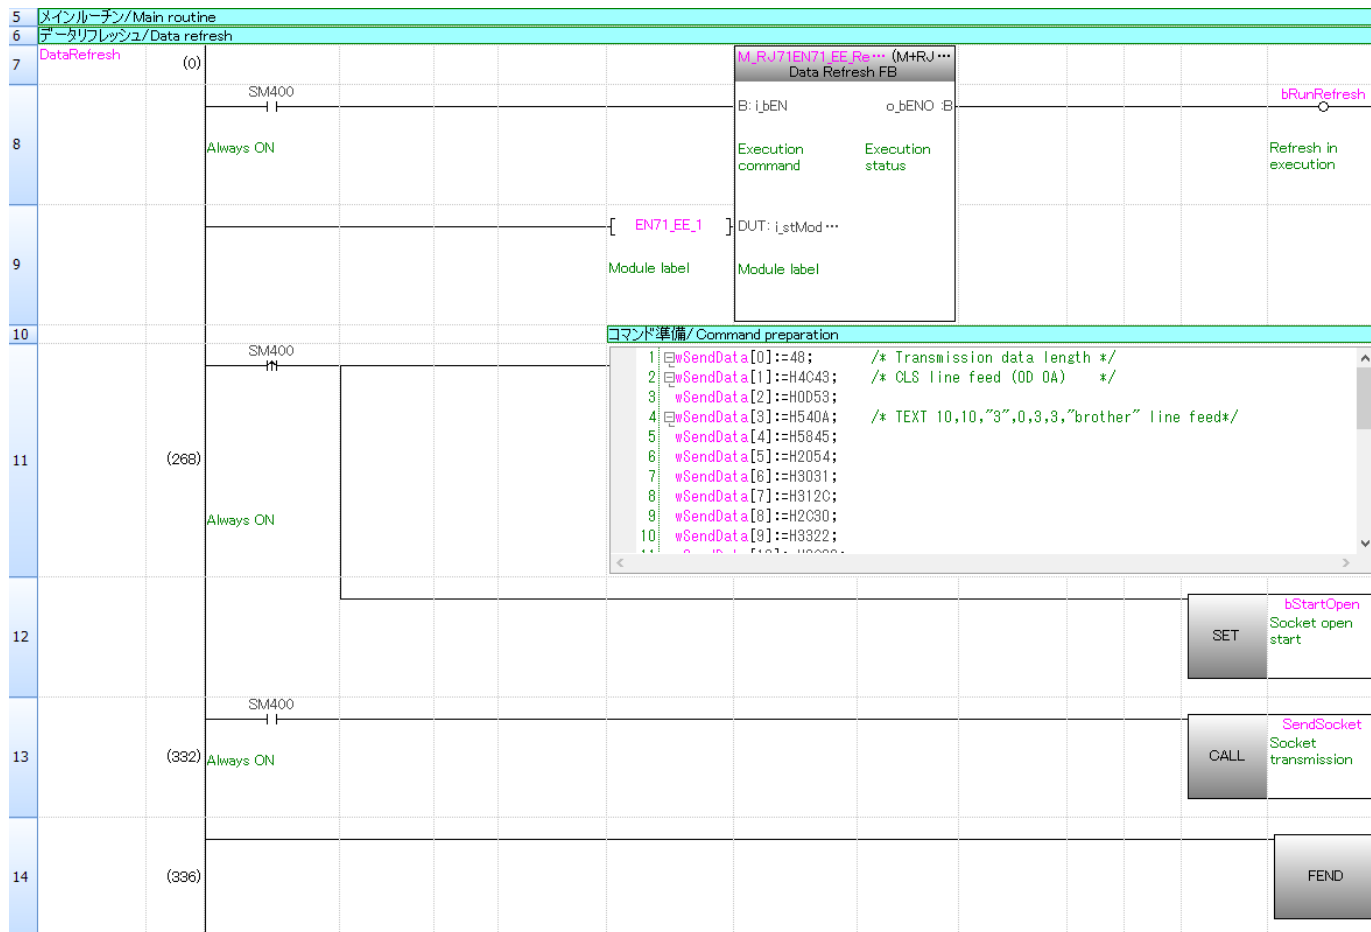 5 メインルーチン/Main routine
6 データリフレッシュ/Data refresh
7 DataRefresh (0) M_RJ71EN71_EE_Re… (M+RJ…
Data Refresh FB
8 SM400 B: i_bEN o_bENO :B bRunRefresh
Always ON Execution command Execution status Refresh in execution
9 EN71_EE_1 DUT: i_stMod…
Module label Module label
10 コマンド準備/ Command preparation
11 (268) SM400
Always ON
1 wSendData[0]:=48; /* Transmission data length */
2 wSendData[1]:=H4C43; /* CLS line feed (0D 0A) */
3 wSendData[2]:=H0D53;
4 wSendData[3]:=H540A; /* TEXT 10,10,"3",0,3,3,"brother" line feed*/
5 wSendData[4]:=H5845;
6 wSendData[5]:=H2054;
7 wSendData[6]:=H3031;
8 wSendData[7]:=H312C;
9 wSendData[8]:=H2C30;
10 wSendData[9]:=H3322;
12 SET bStartOpen
Socket open start
13 (332) SM400
Always ON CALL SendSocket
Socket transmission
14 (336) FEND